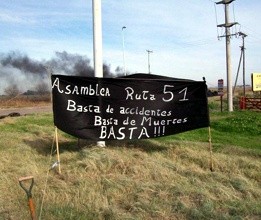 Asamblea Ruta 51
Basta de accidentes
Basta de Muertes
BASTA!!!